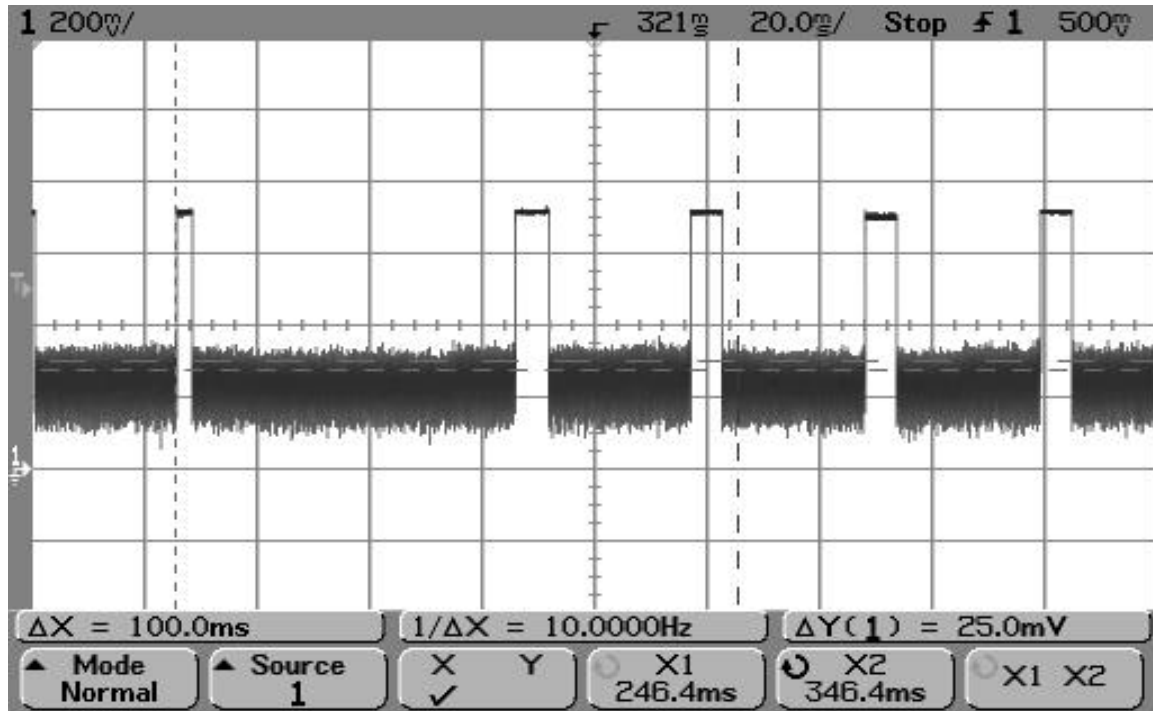 1 200mV/ 321ms 20.0ms/ Stop 1 500mV
T
1
ΔX = 100.0ms 1/ΔX = 10.0000Hz ΔY(1) = 25.0mV
Mode Source X Y X1 X2 X1 X2
Normal 1 ✓ 246.4ms 346.4ms